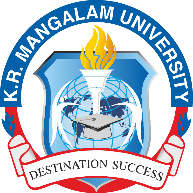 K.R. MANGALAM UNIVERSITY
DESTINATION SUCCESS